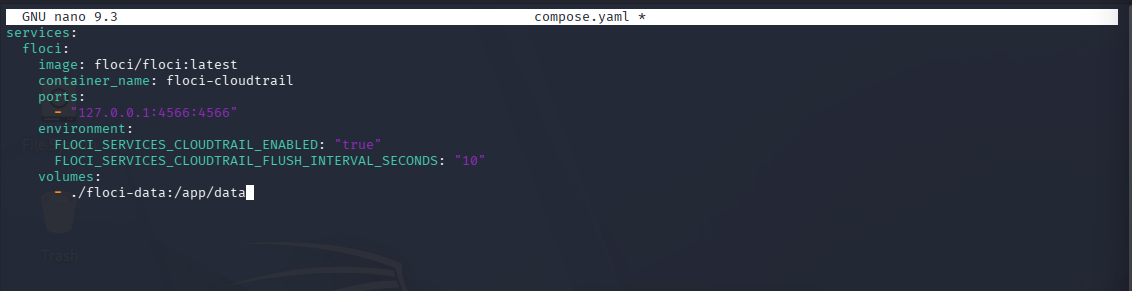 GNU nano 9.3 compose.yaml *
services:
  floci:
    image: floci/floci:latest
    container_name: floci-cloudtrail
    ports:
      - "127.0.0.1:4566:4566"
    environment:
      FLOCI_SERVICES_CLOUDTRAIL_ENABLED: "true"
      FLOCI_SERVICES_CLOUDTRAIL_FLUSH_INTERVAL_SECONDS: "10"
    volumes:
      - ./floci-data:/app/data
Trash